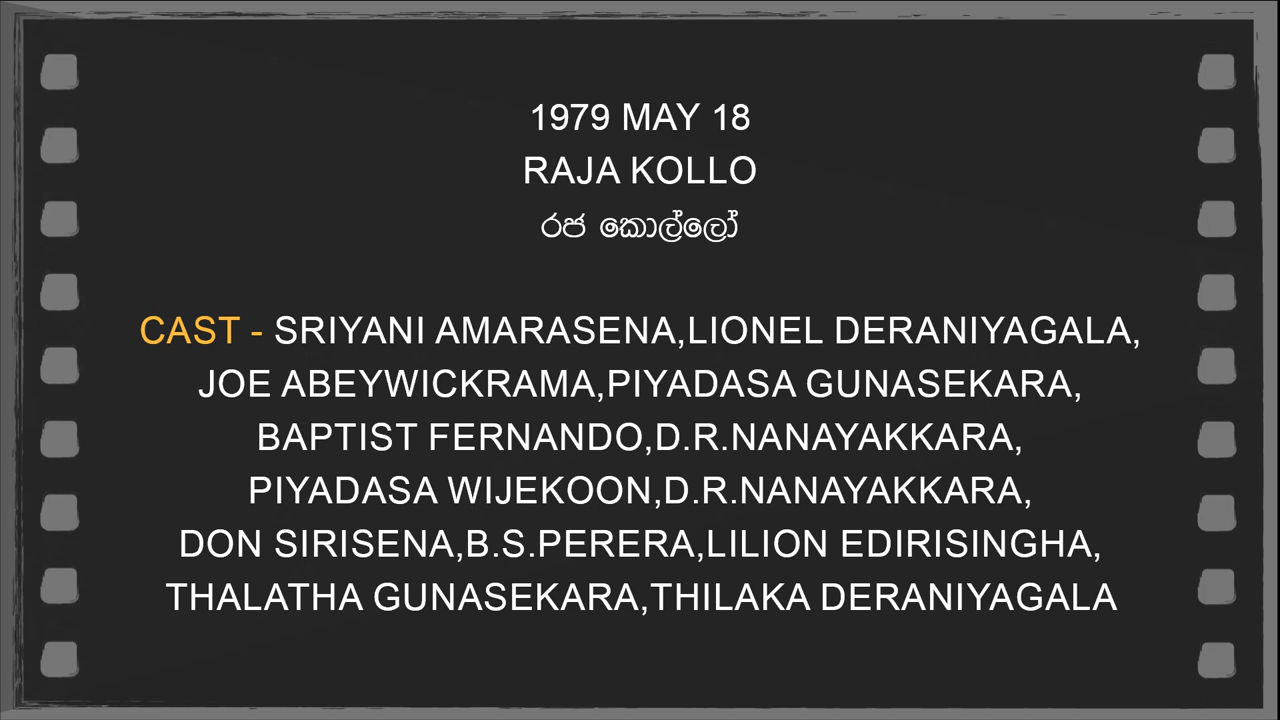 1979 MAY 18
RAJA KOLLO
රජ කොල්ලෝ
CAST - SRIYANI AMARASENA,LIONEL DERANIYAGALA,
JOE ABEYWICKRAMA,PIYADASA GUNASEKARA,
BAPTIST FERNANDO,D.R.NANAYAKKARA,
PIYADASA WIJEKOON,D.R.NANAYAKKARA,
DON SIRISENA,B.S.PERERA,LILION EDIRISINGHA,
THALATHA GUNASEKARA,THILAKA DERANIYAGALA